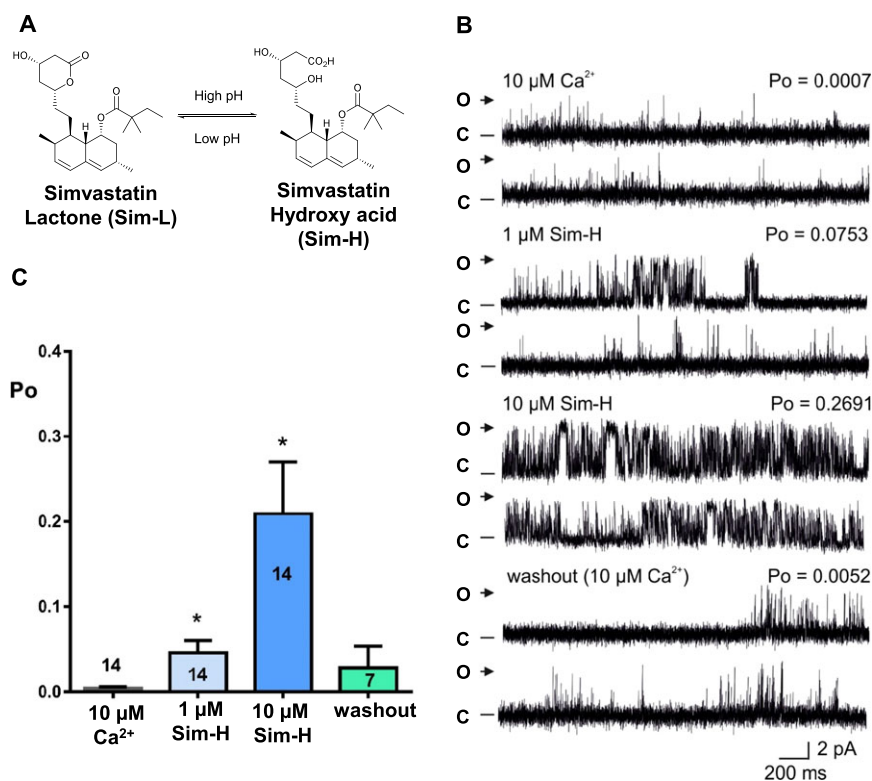 A
HO
O
O
O
O
H
High pH
Low pH
HO
CO₂H
OH
O
O
H
Simvastatin
Lactone (Sim-L)
Simvastatin
Hydroxy acid
(Sim-H)
B
10 µM Ca²⁺ Po = 0.0007
O
C
O
C
1 µM Sim-H Po = 0.0753
O
C
O
C
10 µM Sim-H Po = 0.2691
O
C
O
C
washout (10 µM Ca²⁺) Po = 0.0052
O
C
O
C
2 pA
200 ms
C
Po
0.4
0.3
0.2
0.1
0.0
14
*
14
*
14
7
10 µM
Ca²⁺
1 µM
Sim-H
10 µM
Sim-H
washout